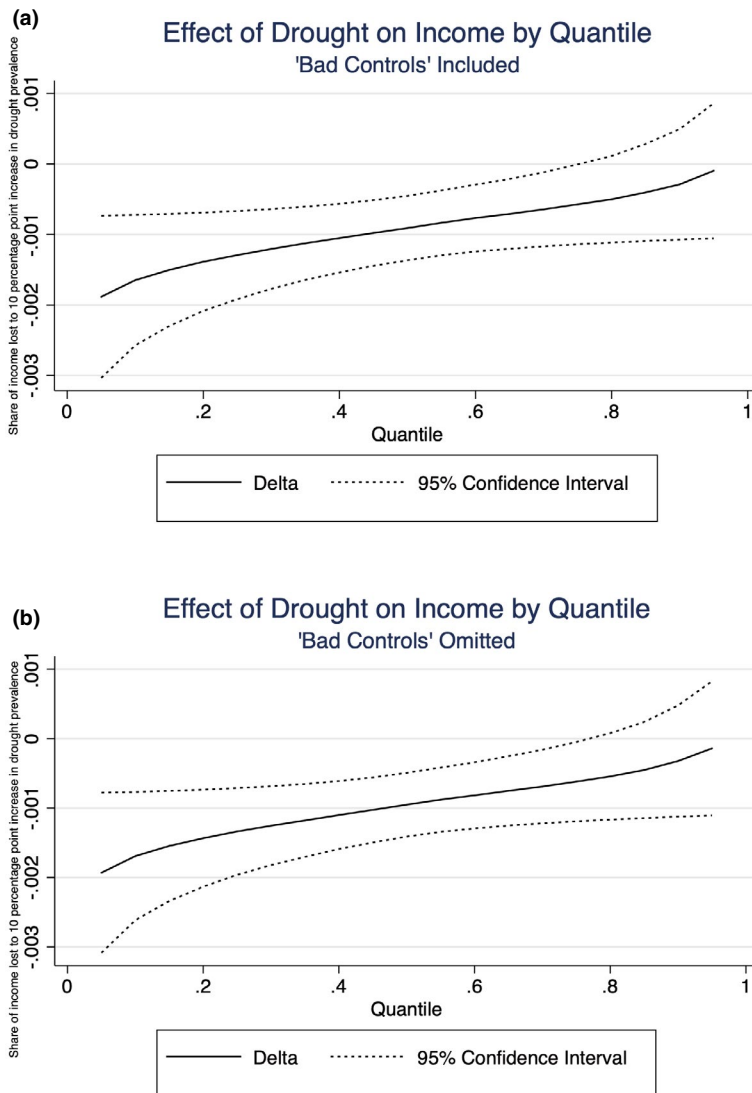 (a)
Effect of Drought on Income by Quantile
'Bad Controls' Included
Share of income lost to 10 percentage point increase in drought prevalence
.001
0
-.001
-.002
-.003
0 .2 .4 .6 .8 1
Quantile
Delta 95% Confidence Interval
(b)
Effect of Drought on Income by Quantile
'Bad Controls' Omitted
Share of income lost to 10 percentage point increase in drought prevalence
.001
0
-.001
-.002
-.003
0 .2 .4 .6 .8 1
Quantile
Delta 95% Confidence Interval